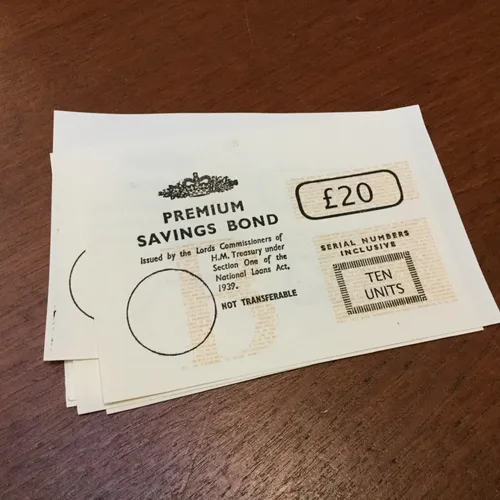 PREMIUM
SAVINGS BOND
Issued by the Lords Commissioners of
H.M. Treasury under
Section One of the
National Loans Act,
1939.
NOT TRANSFERABLE
£20
SERIAL NUMBERS
INCLUSIVE
TEN
UNITS